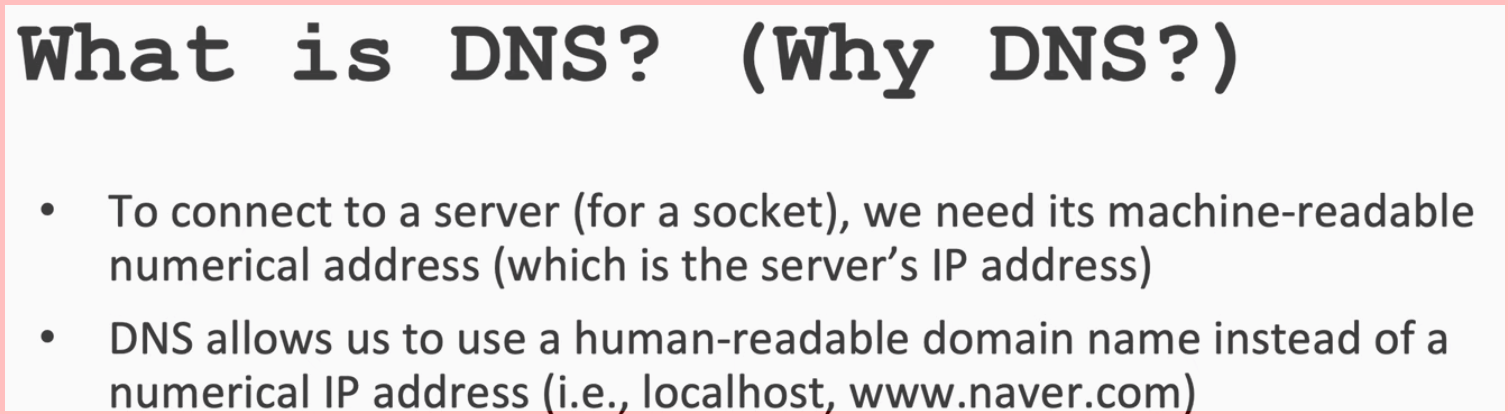 What is DNS? (Why DNS?)
• To connect to a server (for a socket), we need its machine-readable
numerical address (which is the server’s IP address)
• DNS allows us to use a human-readable domain name instead of a
numerical IP address (i.e., localhost, www.naver.com)